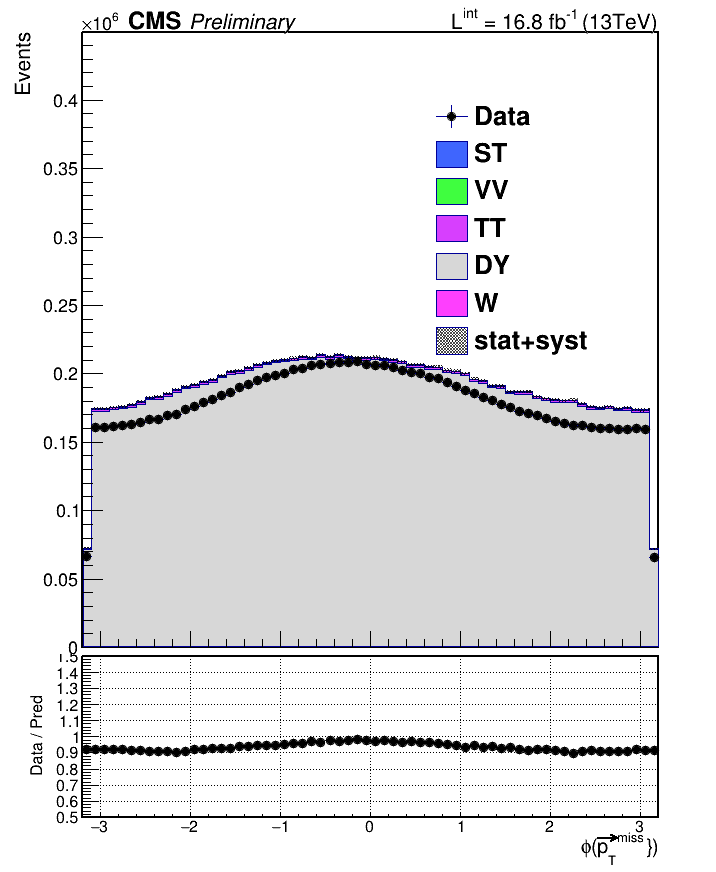 ×10⁶ CMS Preliminary L^int = 16.8 fb⁻¹ (13TeV)
Events
0.4
0.35
0.3
0.25
0.2
0.15
0.1
0.05
0
Data
ST
VV
TT
DY
W
stat+syst
Data / Pred
1.5
1.4
1.3
1.2
1.1
1
0.9
0.8
0.7
0.6
0.5
−3 −2 −1 0 1 2 3
ϕ(p⃗_T^miss})